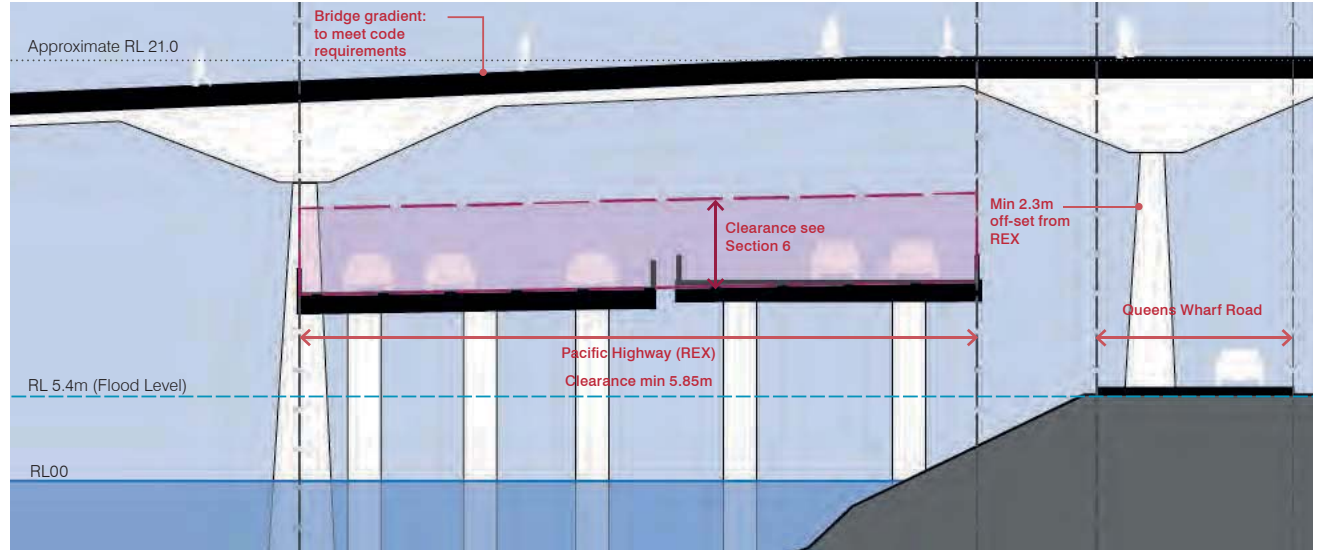 Bridge gradient:
to meet code
requirements
Approximate RL 21.0
Min 2.3m
off-set from
REX
Clearance see
Section 6
Queens Wharf Road
Pacific Highway (REX)
Clearance min 5.85m
RL 5.4m (Flood Level)
RL00